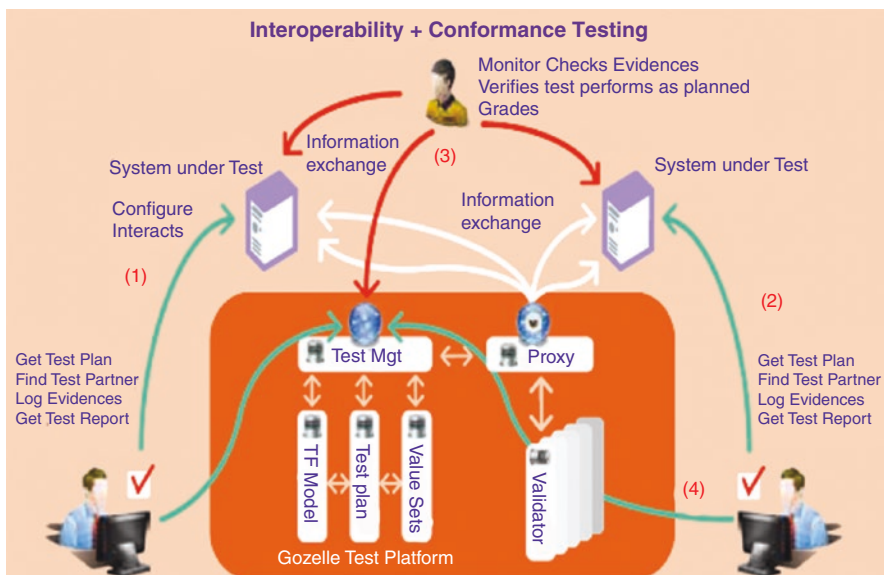 Interoperability + Conformance Testing
Monitor Checks Evidences
Verifies test performs as planned
Grades
Information
exchange
(3)
System under Test
System under Test
Configure
Interacts
Information
exchange
(1)
(2)
Test Mgt
Proxy
Get Test Plan
Find Test Partner
Log Evidences
Get Test Report
Get Test Plan
Find Test Partner
Log Evidences
Get Test Report
TF Model
Test plan
Value Sets
Validator
(4)
Gozelle Test Platform